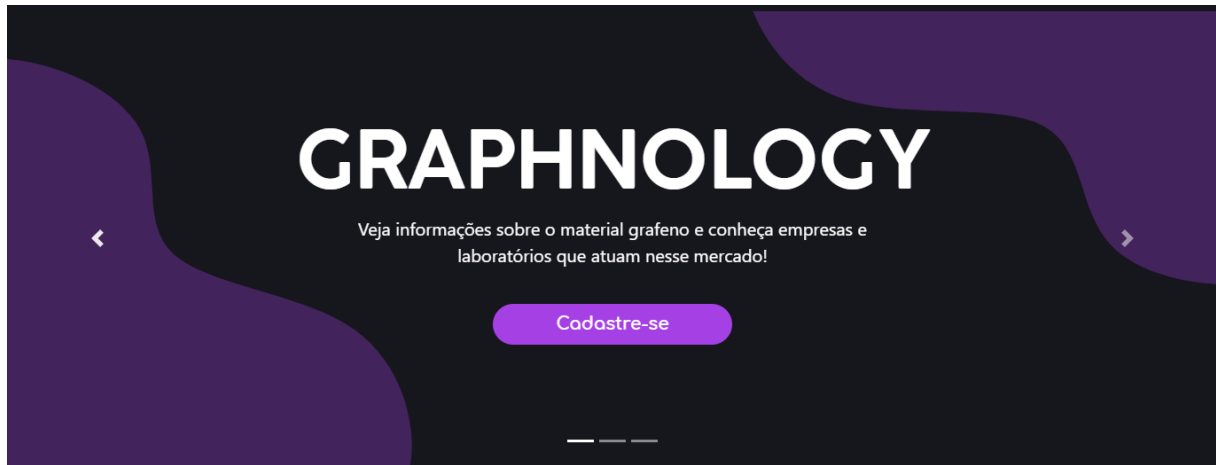 GRAPHNOLOGY
Veja informações sobre o material grafeno e conheça empresas e
laboratórios que atuam nesse mercado!
Cadastre-se